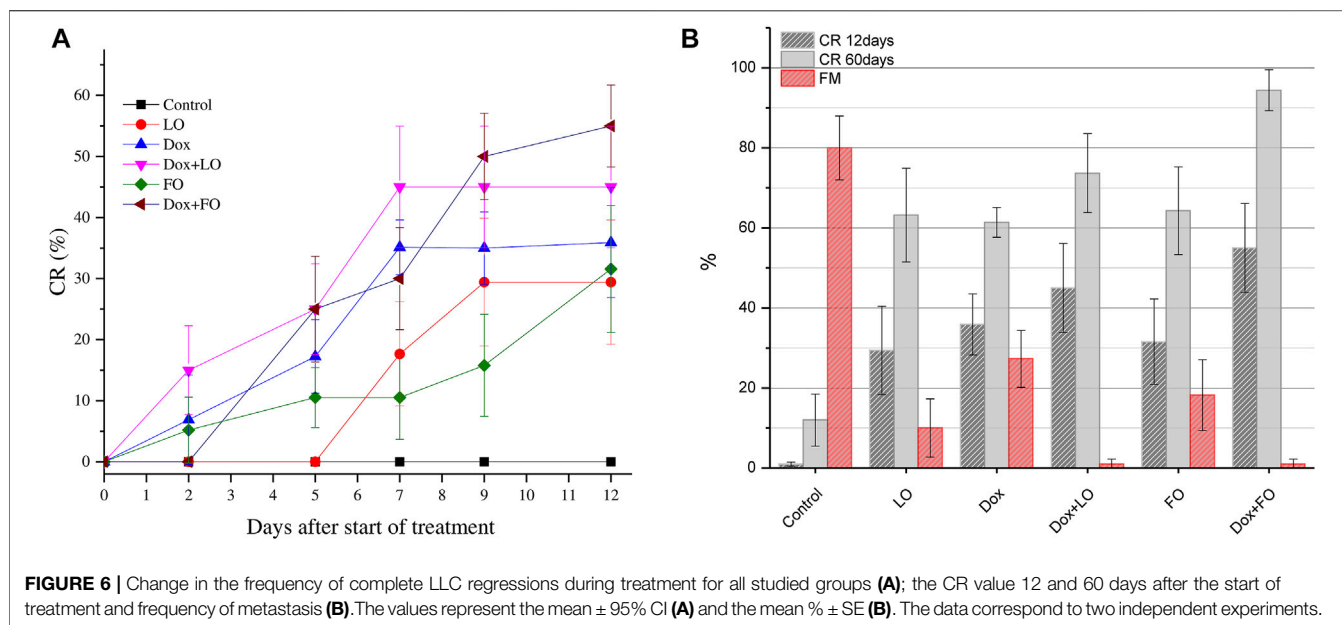 A
CR (%)
60
50
40
30
20
10
0
Control
LO
Dox
Dox+LO
FO
Dox+FO
0 1 2 3 4 5 6 7 8 9 10 11 12
Days after start of treatment
B
CR 12days
CR 60days
FM
%
100
80
60
40
20
0
Control
LO
Dox
Dox+LO
FO
Dox+FO
FIGURE 6 | Change in the frequency of complete LLC regressions during treatment for all studied groups (A); the CR value 12 and 60 days after the start of
treatment and frequency of metastasis (B).The values represent the mean ± 95% CI (A) and the mean % ± SE (B). The data correspond to two independent experiments.